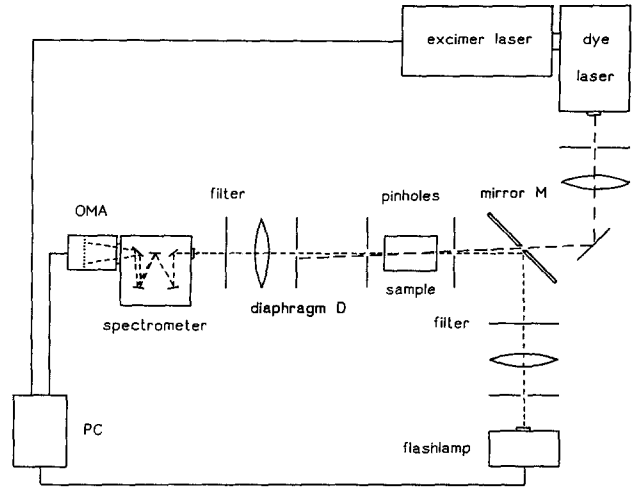 excimer laser
dye
laser
filter
pinholes
mirror M
OMA
sample
diaphragm D
spectrometer
filter
PC
flashlamp